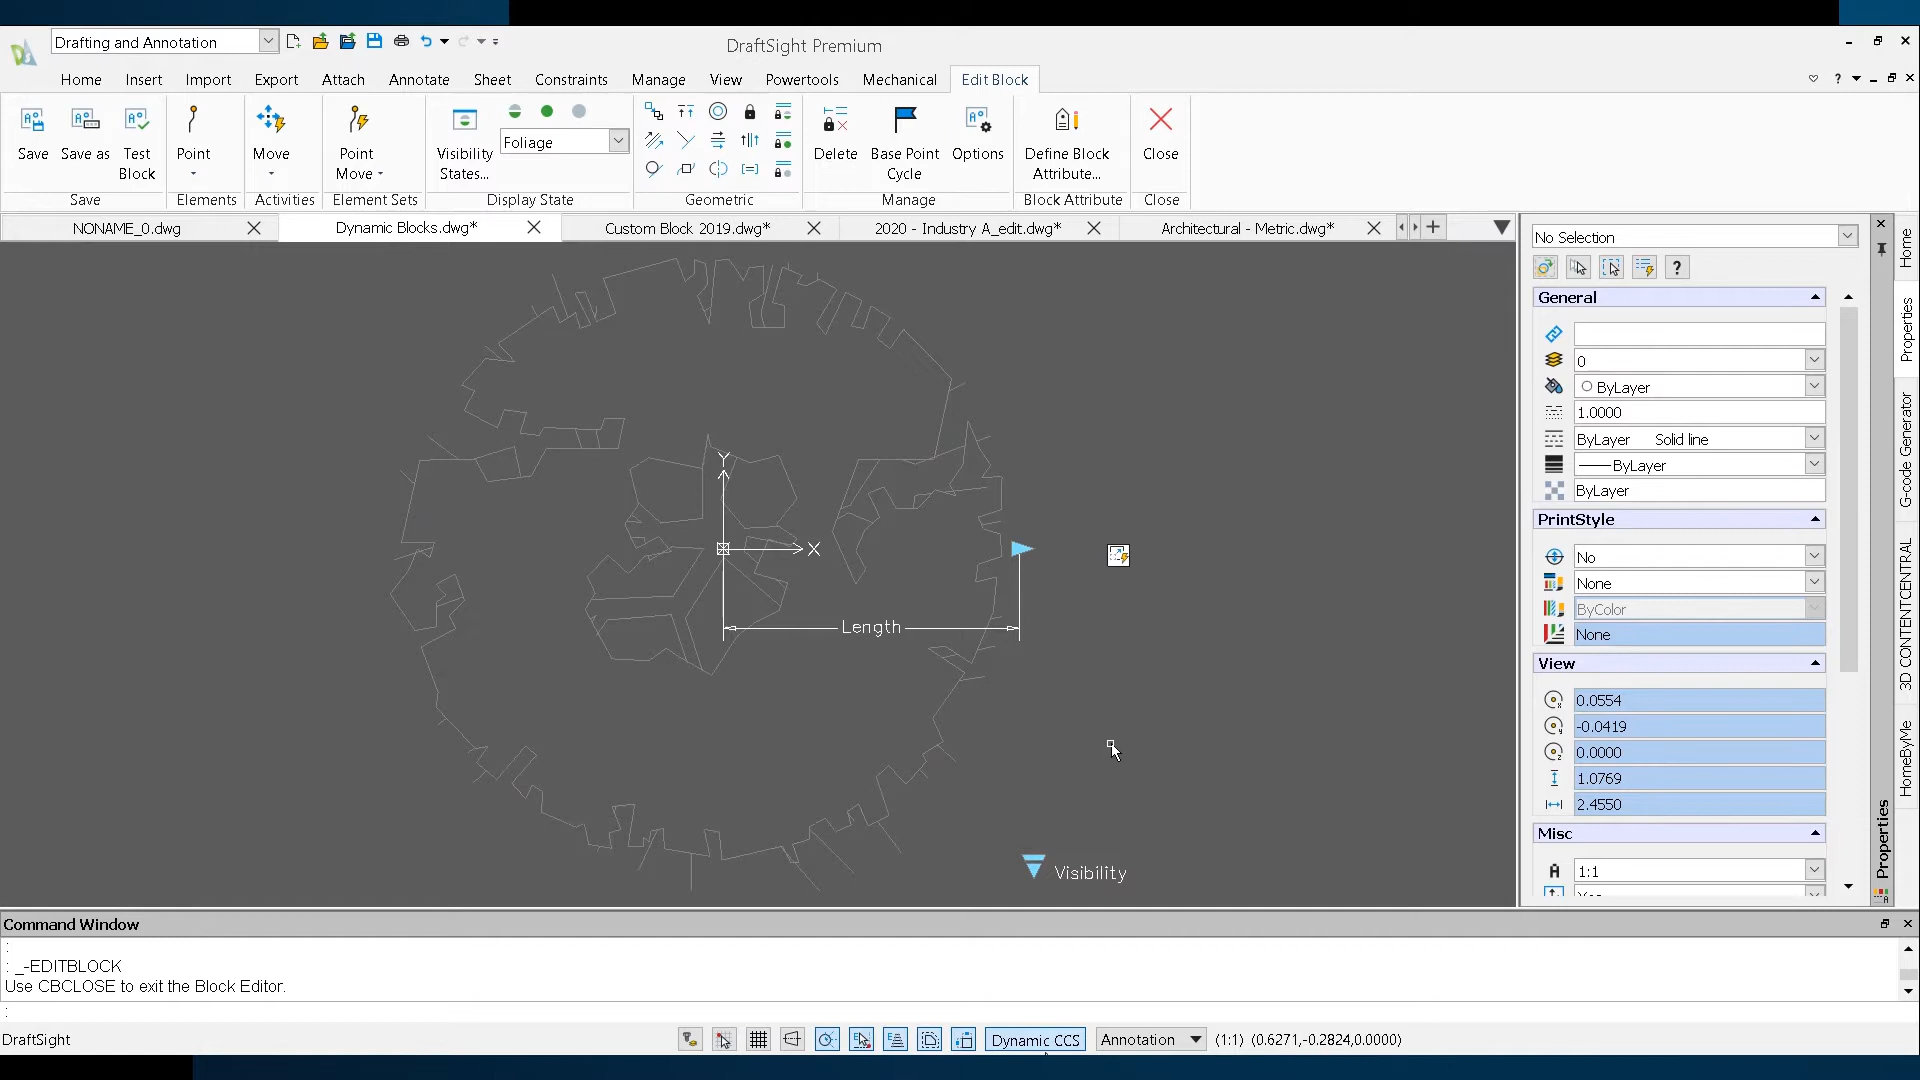 Drafting and Annotation
DraftSight Premium
Home Insert Import Export Attach Annotate Sheet Constraints Manage View Powertools Mechanical Edit Block
Save Save as Test Block Point Move Point Move Visibility States... Foliage Delete Base Point Cycle Options Define Block Attribute... Close
Save Elements Activities Element Sets Display State Geometric Manage Block Attribute Close
NONAME_0.dwg Dynamic Blocks.dwg* Custom Block 2019.dwg* 2020 - Industry A_edit.dwg* Architectural - Metric.dwg*
No Selection
General
0
ByLayer
1.0000
ByLayer Solid line
ByLayer
ByLayer
PrintStyle
No
None
ByColor
None
View
0.0554
-0.0419
0.0000
1.0769
2.4550
Misc
1:1
Home
Properties
G-code Generator
3D CONTENTCENTRAL
HomeByMe
Properties
Y
X
Length
Visibility
Command Window
:
: _-EDITBLOCK
Use CBCLOSE to exit the Block Editor.
:
DraftSight
Dynamic CCS Annotation (1:1) (0.6271,-0.2824,0.0000)